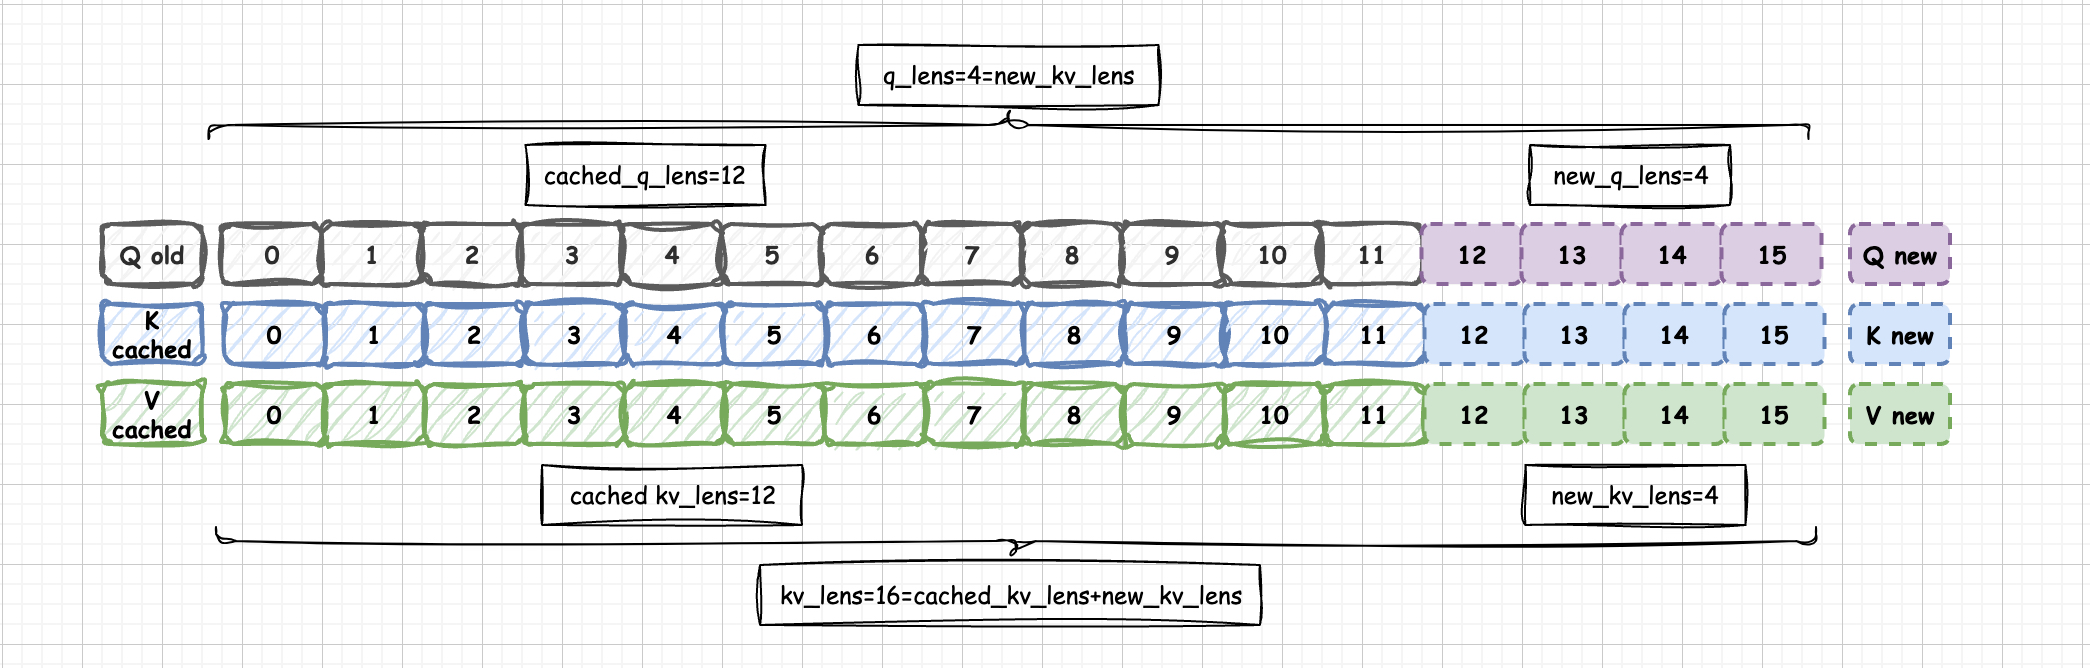 q_lens=4=new_kv_lens
cached_q_lens=12
new_q_lens=4
Q old 0 1 2 3 4 5 6 7 8 9 10 11 12 13 14 15 Q new
K
cached 0 1 2 3 4 5 6 7 8 9 10 11 12 13 14 15 K new
V
cached 0 1 2 3 4 5 6 7 8 9 10 11 12 13 14 15 V new
cached kv_lens=12
new_kv_lens=4
kv_lens=16=cached_kv_lens+new_kv_lens